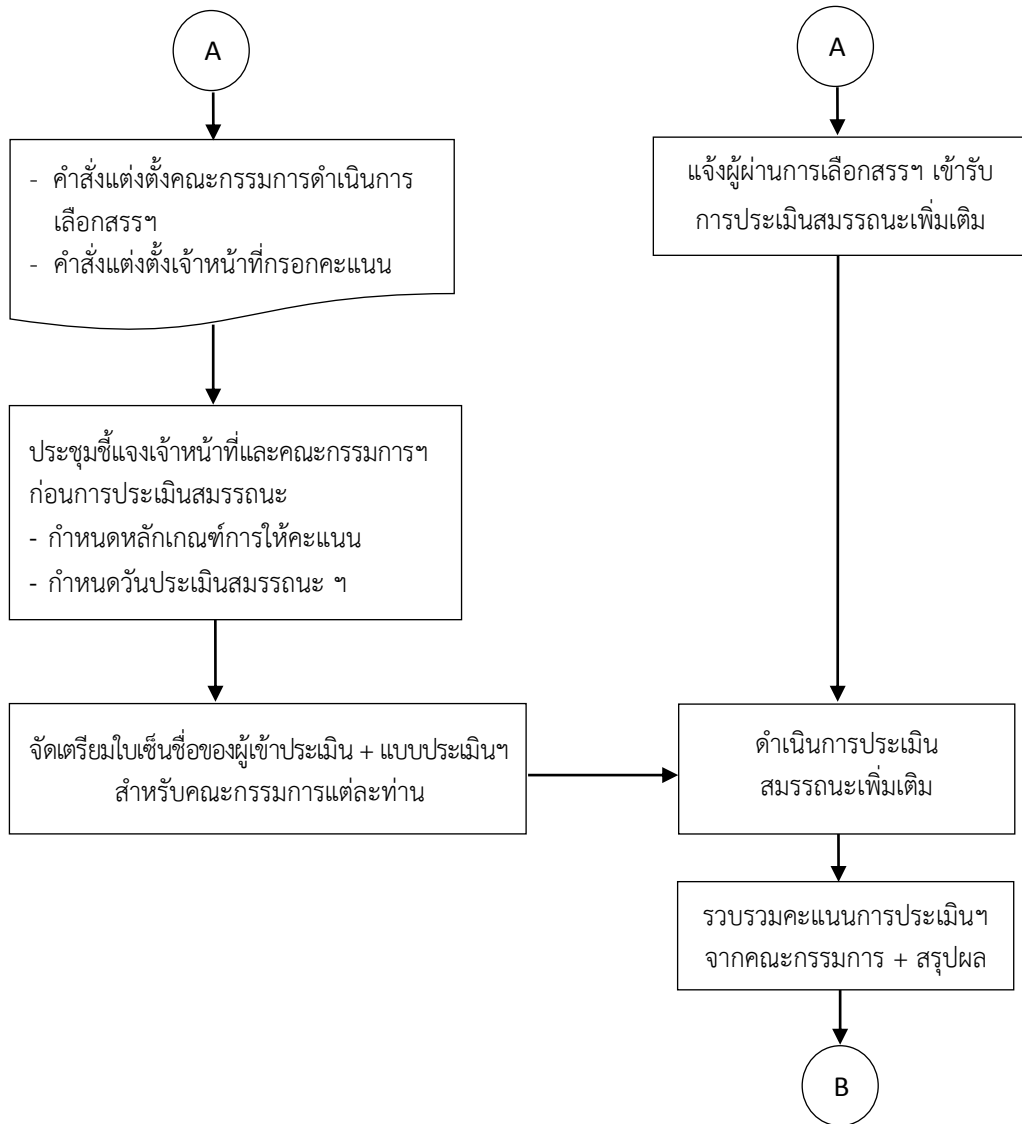 A
- คำสั่งแต่งตั้งคณะกรรมการดำเนินการ
เลือกสรรฯ
- คำสั่งแต่งตั้งเจ้าหน้าที่กรอกคะแนน
ประชุมชี้แจงเจ้าหน้าที่และคณะกรรมการฯ
ก่อนการประเมินสมรรถนะ
- กำหนดหลักเกณฑ์การให้คะแนน
- กำหนดวันประเมินสมรรถนะ ฯ
จัดเตรียมใบเซ็นชื่อของผู้เข้าประเมิน + แบบประเมินฯ
สำหรับคณะกรรมการแต่ละท่าน
A
แจ้งผู้ผ่านการเลือกสรรฯ เข้ารับ
การประเมินสมรรถนะเพิ่มเติม
ดำเนินการประเมิน
สมรรถนะเพิ่มเติม
รวบรวมคะแนนการประเมินฯ
จากคณะกรรมการ + สรุปผล
B